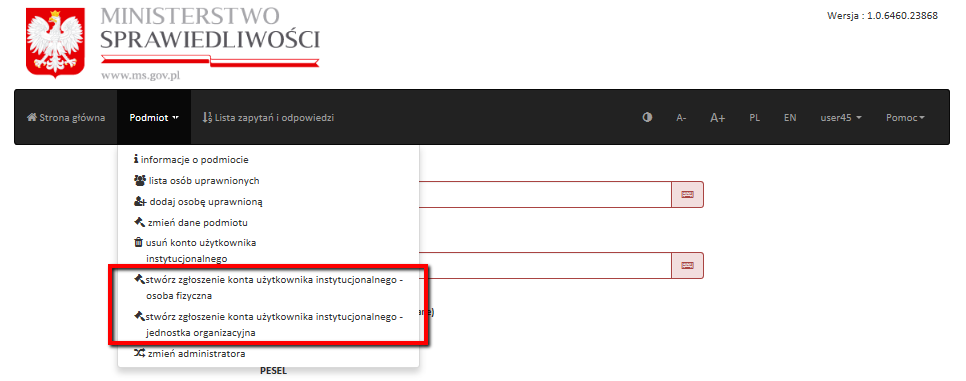 MINISTERSTWO
SPRAWIEDLIWOŚCI
www.ms.gov.pl
Wersja : 1.0.6460.23868
Strona główna Podmiot Lista zapytań i odpowiedzi A- A+ PL EN user45 Pomoc
informacje o podmiocie
lista osób uprawnionych
dodaj osobę uprawnioną
zmień dane podmiotu
usuń konto użytkownika
instytucjonalnego
stwórz zgłoszenie konta użytkownika instytucjonalnego -
osoba fizyczna
stwórz zgłoszenie konta użytkownika instytucjonalnego -
jednostka organizacyjna
zmień administratora
PESEL